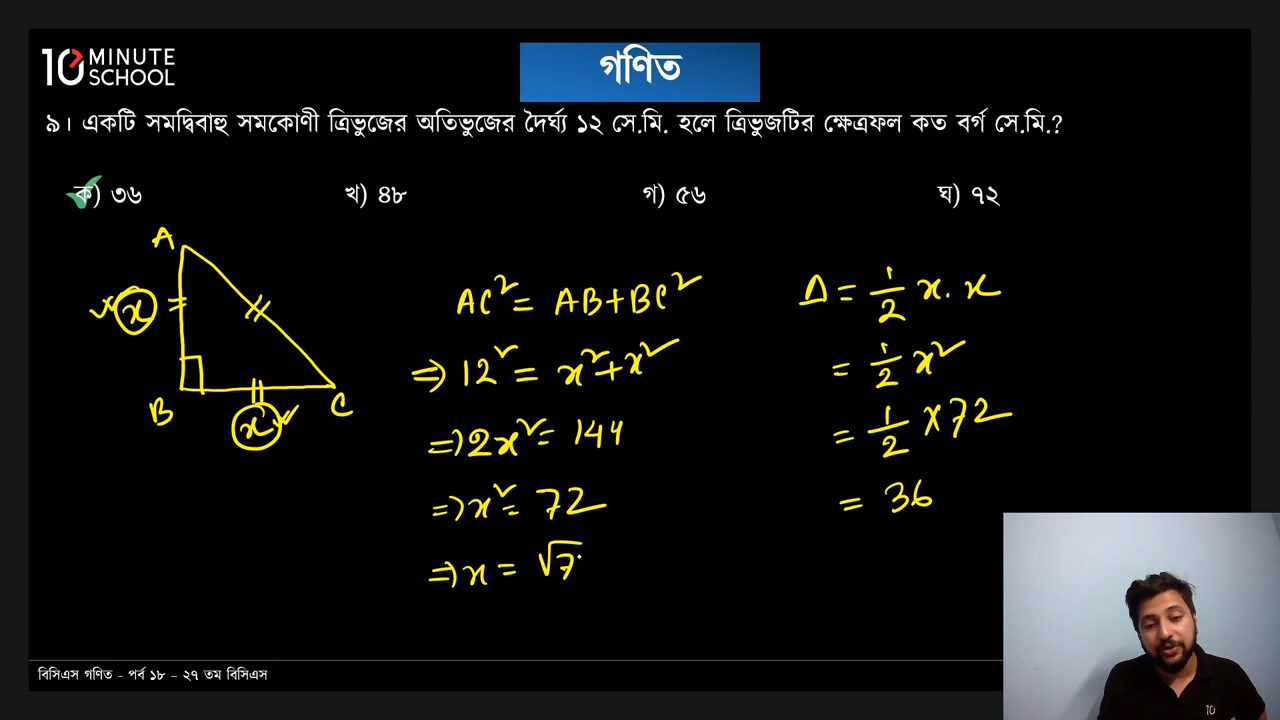 10 MINUTE SCHOOL
গণিত
৯। একটি সমদ্বিবাহু সমকোণী ত্রিভুজের অতিভুজের দৈর্ঘ্য ১২ সে.মি. হলে ত্রিভুজটির ক্ষেত্রফল কত বর্গ সে.মি.?
ক) ৩৬ খ) ৪৮ গ) ৫৬ ঘ) ৭২
A
x
B
x
C
AC² = AB+BC²
⇒ 12² = x²+x²
⇒ 2x² = 144
⇒ x² = 72
⇒ x = √7
Δ = 1/2 x. x
= 1/2 x²
= 1/2 × 72
= 36
বিসিএস গণিত - পর্ব ১৮ – ২৭ তম বিসিএস
10